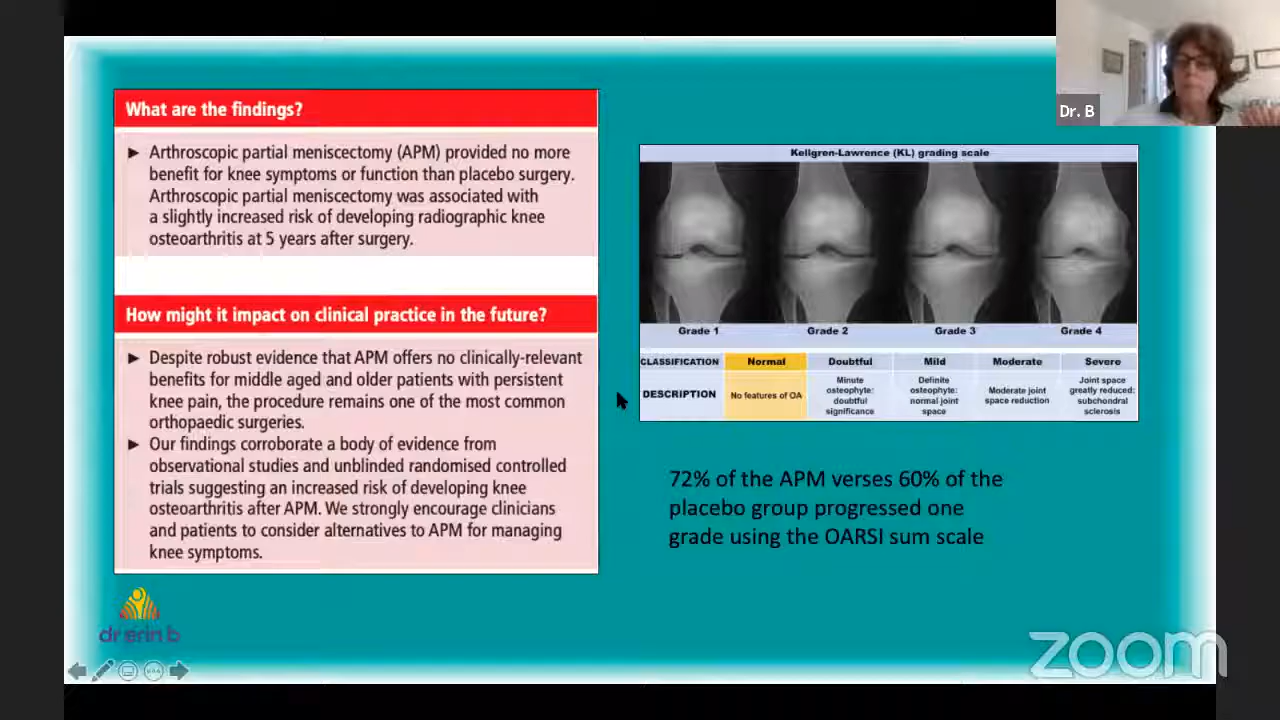 What are the findings?
► Arthroscopic partial meniscectomy (APM) provided no more
benefit for knee symptoms or function than placebo surgery.
Arthroscopic partial meniscectomy was associated with
a slightly increased risk of developing radiographic knee
osteoarthritis at 5 years after surgery.
How might it impact on clinical practice in the future?
► Despite robust evidence that APM offers no clinically-relevant
benefits for middle aged and older patients with persistent
knee pain, the procedure remains one of the most common
orthopaedic surgeries.
► Our findings corroborate a body of evidence from
observational studies and unblinded randomised controlled
trials suggesting an increased risk of developing knee
osteoarthritis after APM. We strongly encourage clinicians
and patients to consider alternatives to APM for managing
knee symptoms.
dr erin b
Dr. B
Kellgren-Lawrence (KL) grading scale
Grade 1 Grade 2 Grade 3 Grade 4
CLASSIFICATION Normal Doubtful Mild Moderate Severe
DESCRIPTION No features of OA
Minute
osteophyte:
doubtful
significance
Definite
osteophyte:
normal joint
space
Moderate joint
space reduction
Joint space
greatly reduced:
subchondral
sclerosis
72% of the APM verses 60% of the
placebo group progressed one
grade using the OARSI sum scale
zoom